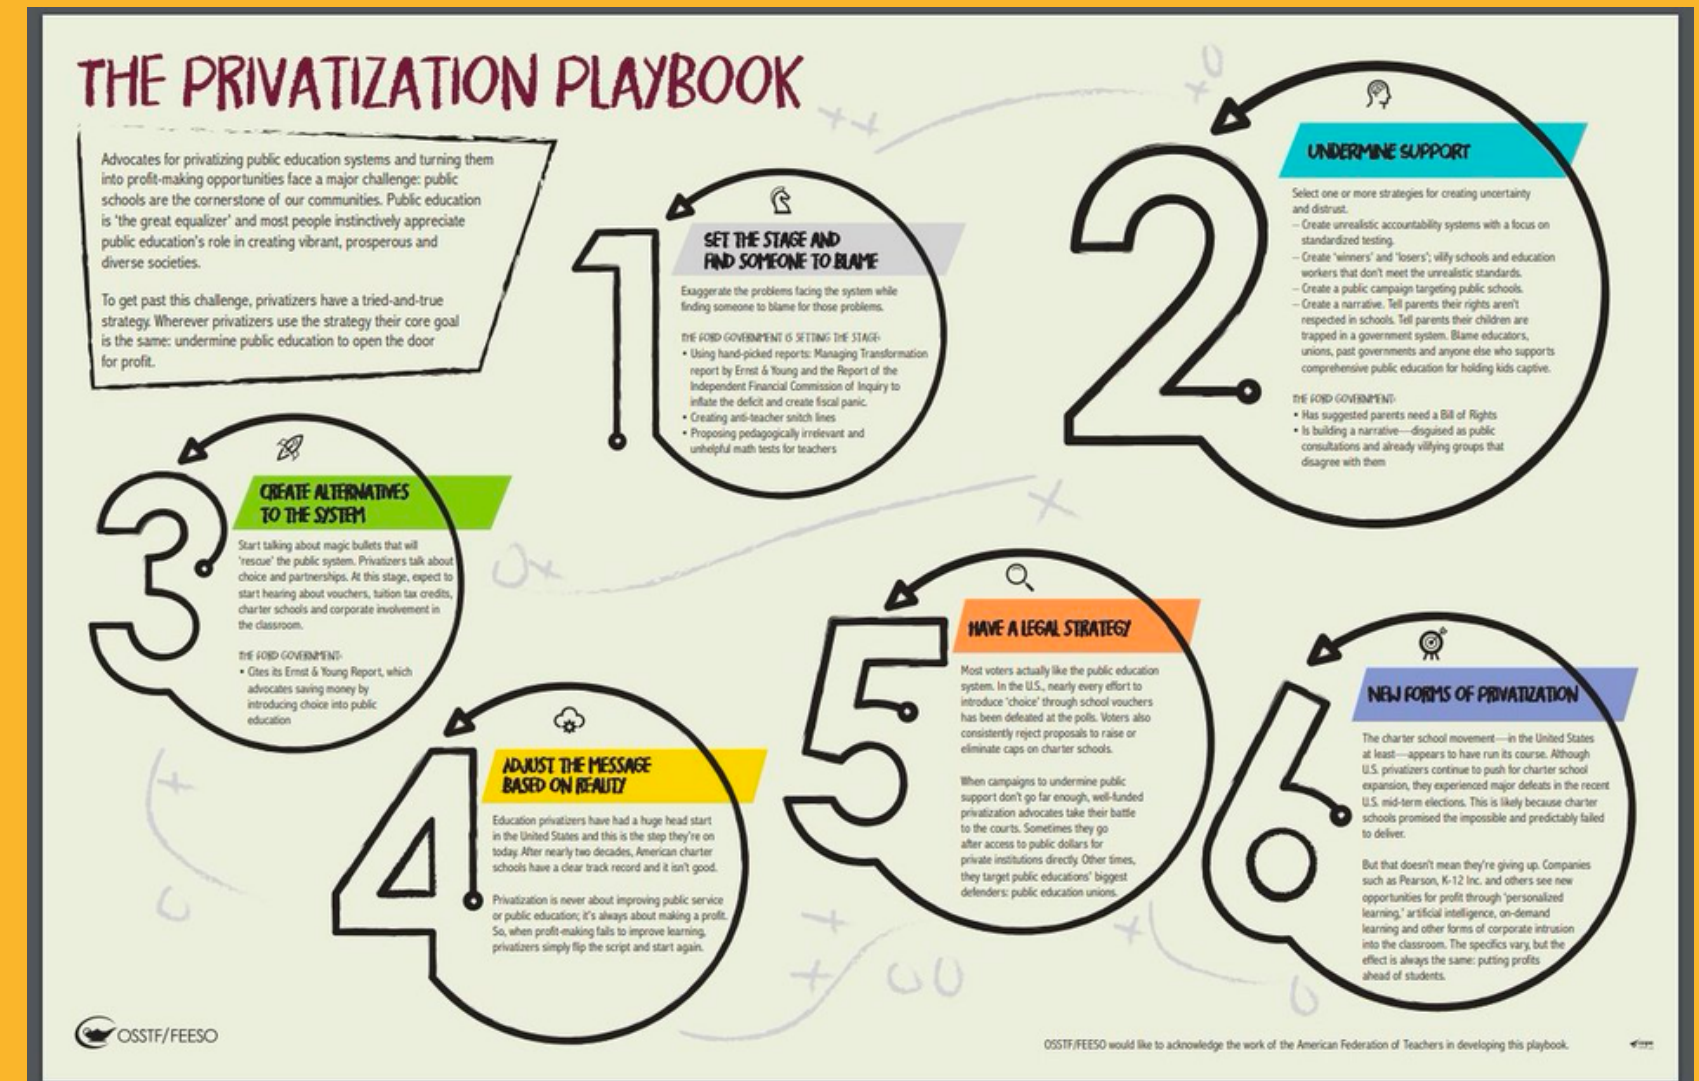 THE PRIVATIZATION PLAYBOOK
Advocates for privatizing public education systems and turning them
into profit-making opportunities face a major challenge: public
schools are the cornerstone of our communities. Public education
is 'the great equalizer' and most people instinctively appreciate
public education's role in creating vibrant, prosperous and
diverse societies.
To get past this challenge, privatizers have a tried-and-true
strategy. Wherever privatizers use the strategy their core goal
is the same: undermine public education to open the door
for profit.
1
SET THE STAGE AND
FIND SOMEONE TO BLAME
Exaggerate the problems facing the system while
finding someone to blame for those problems.
THE FORD GOVERNMENT IS SETTING THE STAGE:
• Using hand-picked reports: Managing Transformation
report by Ernst & Young and the Report of the
Independent Financial Commission of Inquiry to
inflate the deficit and create fiscal panic.
• Creating anti-teacher snitch lines
• Proposing pedagogically irrelevant and
unhelpful math tests for teachers
2
UNDERMINE SUPPORT
Select one or more strategies for creating uncertainty
and distrust.
– Create unrealistic accountability systems with a focus on
standardized testing.
– Create 'winners' and 'losers'; vilify schools and education
workers that don't meet the unrealistic standards.
– Create a public campaign targeting public schools.
– Create a narrative. Tell parents their rights aren't
respected in schools. Tell parents their children are
trapped in a government system. Blame educators,
unions, past governments and anyone else who supports
comprehensive public education for holding kids captive.
THE FORD GOVERNMENT:
• Has suggested parents need a Bill of Rights
• Is building a narrative—disguised as public
consultations and already vilifying groups that
disagree with them
3
CREATE ALTERNATIVES
TO THE SYSTEM
Start talking about magic bullets that will
'rescue' the public system. Privatizers talk about
choice and partnerships. At this stage, expect to
start hearing about vouchers, tuition tax credits,
charter schools and corporate involvement in
the classroom.
THE FORD GOVERNMENT:
• Cites its Ernst & Young Report, which
advocates saving money by
introducing choice into public
education
4
ADJUST THE MESSAGE
BASED ON REALITY
Education privatizers have had a huge head start
in the United States and this is the step they're on
today. After nearly two decades, American charter
schools have a clear track record and it isn't good.
Privatization is never about improving public service
or public education; it's always about making a profit.
So, when profit-making fails to improve learning,
privatizers simply flip the script and start again.
5
HAVE A LEGAL STRATEGY
Most voters actually like the public education
system. In the U.S., nearly every effort to
introduce 'choice' through school vouchers
has been defeated at the polls. Voters also
consistently reject proposals to raise or
eliminate caps on charter schools.
When campaigns to undermine public
support don't go far enough, well-funded
privatization advocates take their battle
to the courts. Sometimes they go
after access to public dollars for
private institutions directly. Other times,
they target public educations' biggest
defenders: public education unions.
6
NEW FORMS OF PRIVATIZATION
The charter school movement—in the United States
at least—appears to have run its course. Although
U.S. privatizers continue to push for charter school
expansion, they experienced major defeats in the recent
U.S. mid-term elections. This is likely because charter
schools promised the impossible and predictably failed
to deliver.
But that doesn't mean they're giving up. Companies
such as Pearson, K-12 Inc. and others see new
opportunities for profit through 'personalized
learning,' artificial intelligence, on-demand
learning and other forms of corporate intrusion
into the classroom. The specifics vary, but the
effect is always the same: putting profits
ahead of students.
OSSTF/FEESO
OSSTF/FEESO would like to acknowledge the work of the American Federation of Teachers in developing this playbook.